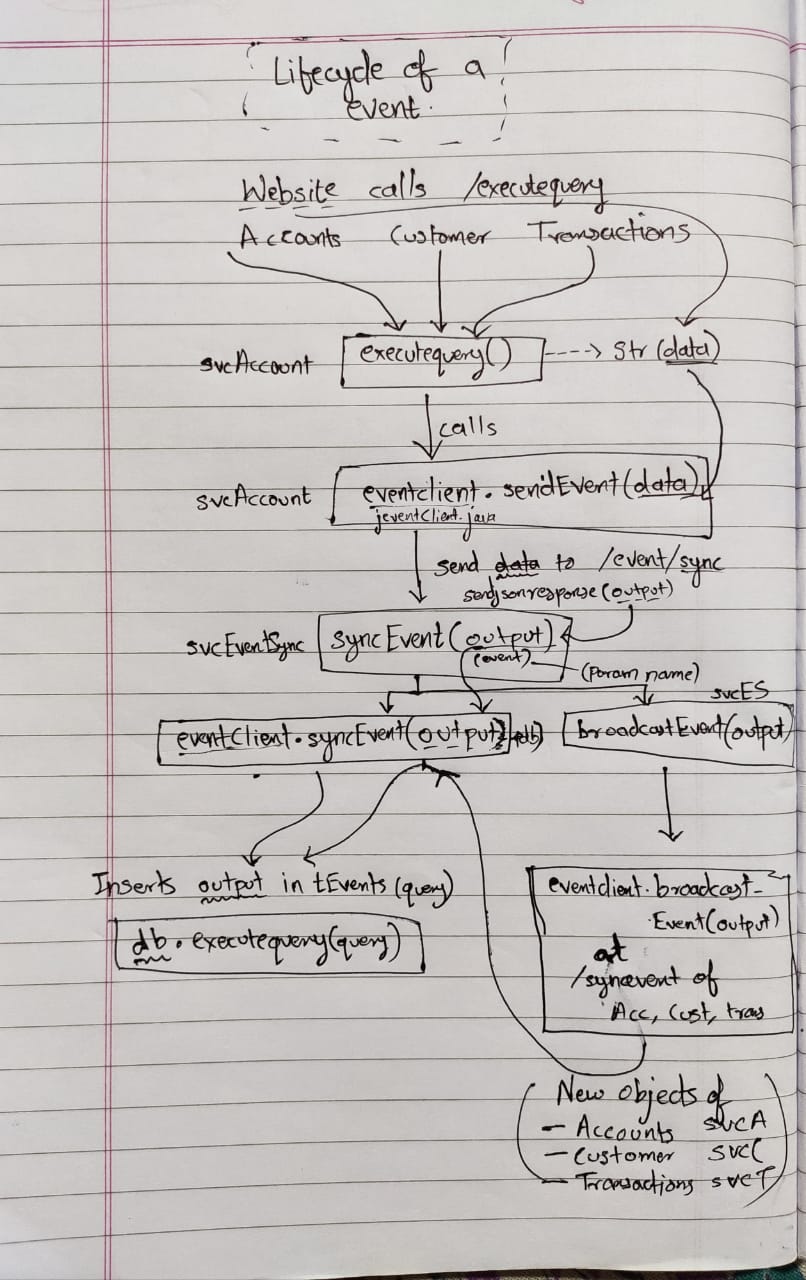 Lifecycle of a
event.
Website calls /executequery
Accounts Customer Transactions
svcAccount executequery() ----> Str (data)
calls
svcAccount eventclient.sendEvent(data)
jeventClient.java
send data to /event/sync
sendjsonresponse(output)
svcEventSync syncEvent(output)
(event)
(Param name)
svcES
eventClient.syncEvent(output) broadcastEvent(output)
Inserts output in tEvents (query)
db.executequery(query)
eventclient.broadcast-
Event(output)
at
/syncevent of
Acc, Cust, trans
New objects of
- Accounts svcA
- Customer svcC
- Transactions svcT